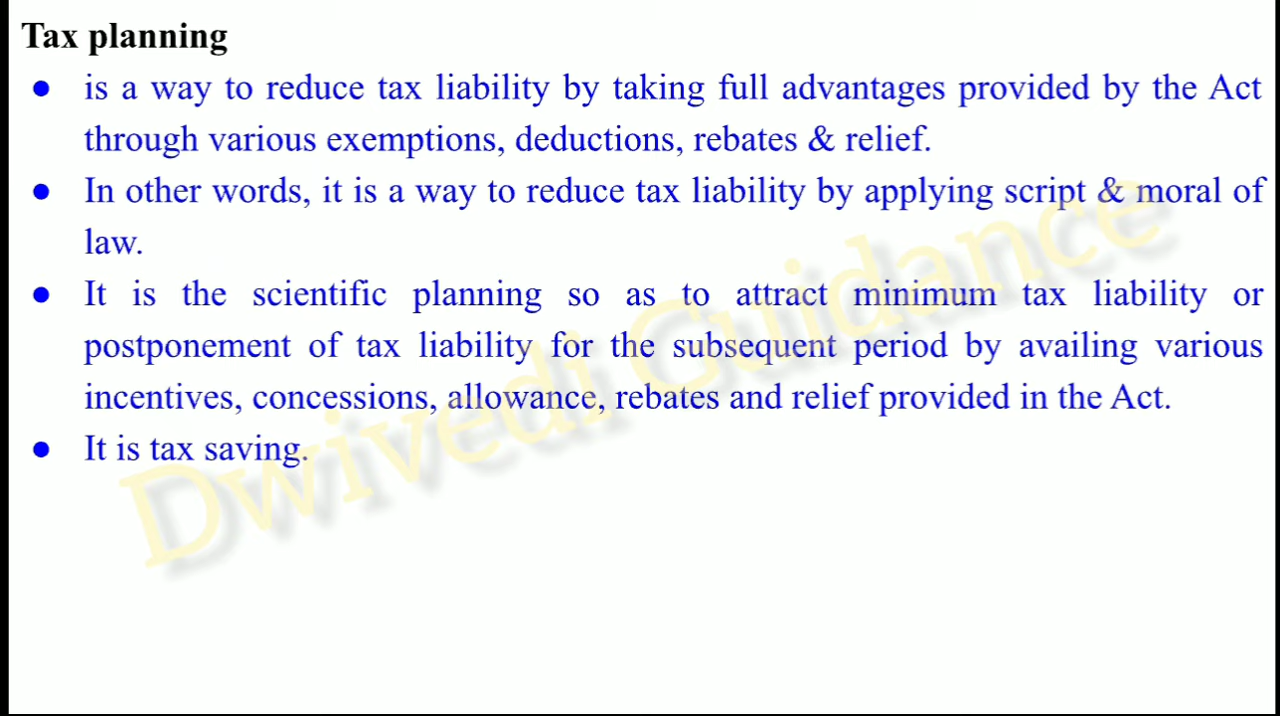 Tax planning
● is a way to reduce tax liability by taking full advantages provided by the Act
through various exemptions, deductions, rebates & relief.
● In other words, it is a way to reduce tax liability by applying script & moral of
law.
● It is the scientific planning so as to attract minimum tax liability or
postponement of tax liability for the subsequent period by availing various
incentives, concessions, allowance, rebates and relief provided in the Act.
● It is tax saving.
Dwivedi Guidance